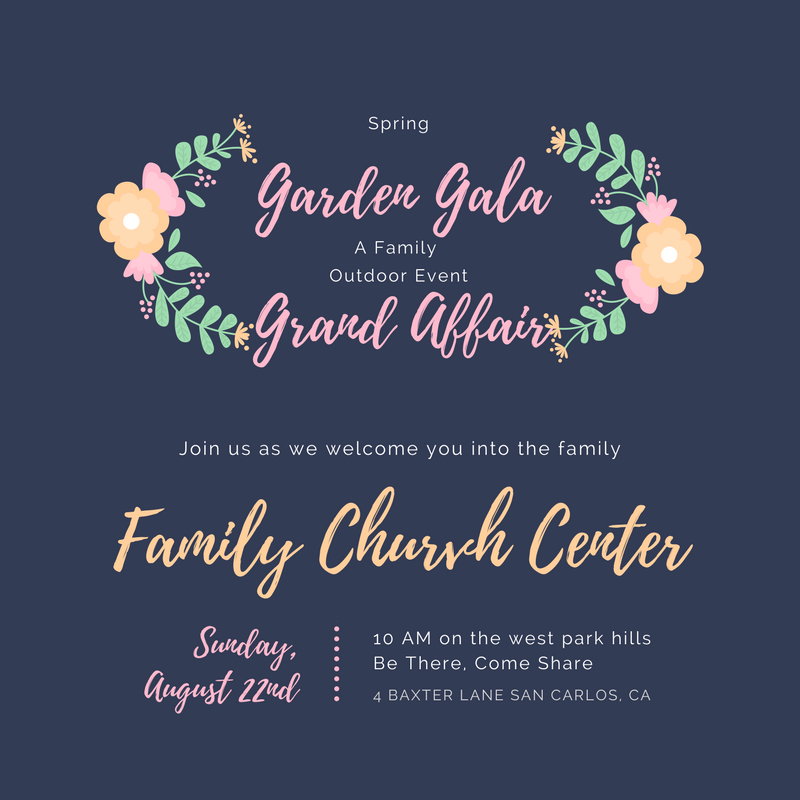 Spring
Garden Gala
A Family
Outdoor Event
Grand Affair
Join us as we welcome you into the family
Family Churvh Center
Sunday,
August 22nd
10 AM on the west park hills
Be There, Come Share
4 BAXTER LANE SAN CARLOS, CA